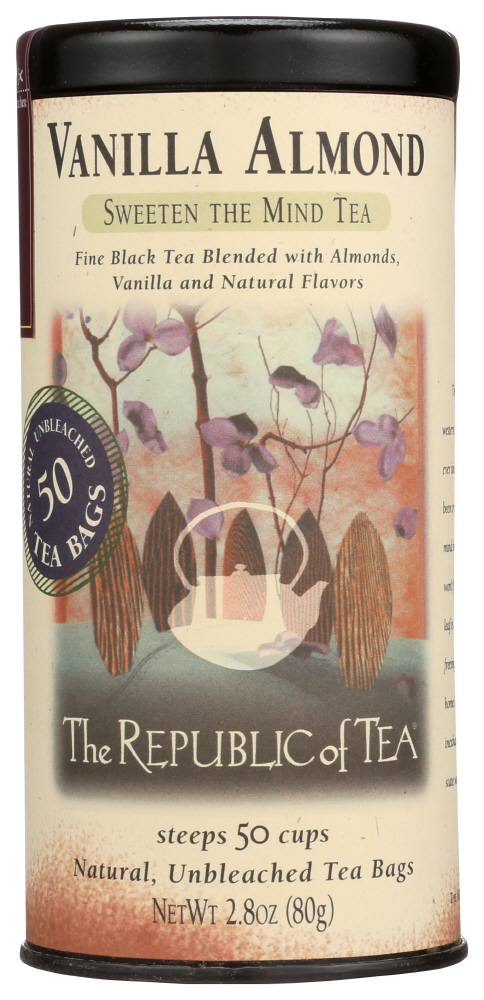 VANILLA ALMOND
SWEETEN THE MIND TEA
Fine Black Tea Blended with Almonds,
Vanilla and Natural Flavors
NATURAL UNBLEACHED
50
TEA BAGS
The REPUBLIC of TEA®
steeps 50 cups
Natural, Unbleached Tea Bags
NETWT 2.8OZ (80g)